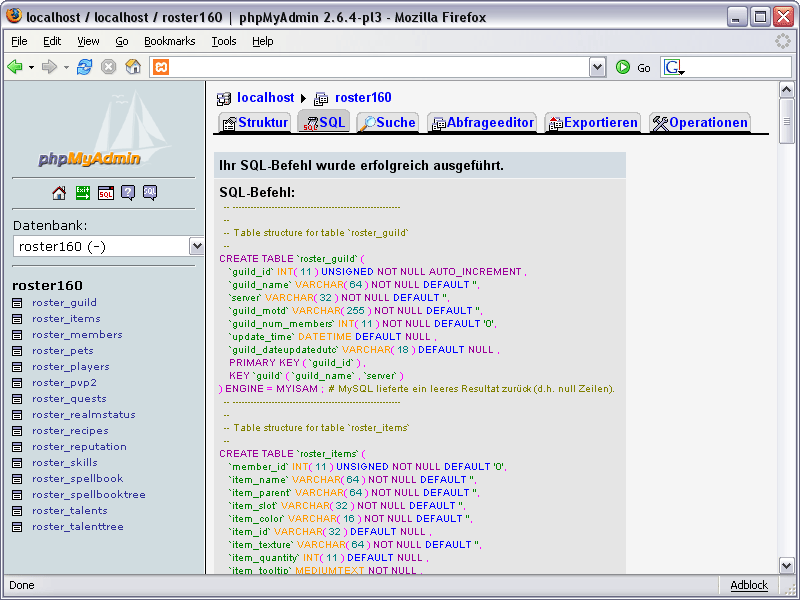 localhost / localhost / roster160 | phpMyAdmin 2.6.4-pl3 - Mozilla Firefox
File Edit View Go Bookmarks Tools Help
Go G
phpMyAdmin
Exit SQL ? SQL
Datenbank:
roster160 (-)
roster160
roster_guild
roster_items
roster_members
roster_pets
roster_players
roster_pvp2
roster_quests
roster_realmstatus
roster_recipes
roster_reputation
roster_skills
roster_spellbook
roster_spellbooktree
roster_talents
roster_talenttree
localhost roster160
Struktur SQL Suche Abfrageeditor Exportieren Operationen
Ihr SQL-Befehl wurde erfolgreich ausgeführt.
SQL-Befehl:
-- --------------------------------------------------------
--
-- Table structure for table `roster_guild`
--
CREATE TABLE `roster_guild` (
`guild_id` INT( 11 ) UNSIGNED NOT NULL AUTO_INCREMENT ,
`guild_name` VARCHAR( 64 ) NOT NULL DEFAULT '',
`server` VARCHAR( 32 ) NOT NULL DEFAULT '',
`guild_motd` VARCHAR( 255 ) NOT NULL DEFAULT '',
`guild_num_members` INT( 11 ) NOT NULL DEFAULT '0',
`update_time` DATETIME DEFAULT NULL ,
`guild_dateupdatedutc` VARCHAR( 18 ) DEFAULT NULL ,
PRIMARY KEY ( `guild_id` ) ,
KEY `guild` ( `guild_name` , `server` )
) ENGINE = MYISAM ; # MySQL lieferte ein leeres Resultat zurück (d.h. null Zeilen).
-- --------------------------------------------------------
--
-- Table structure for table `roster_items`
--
CREATE TABLE `roster_items` (
`member_id` INT( 11 ) UNSIGNED NOT NULL DEFAULT '0',
`item_name` VARCHAR( 64 ) NOT NULL DEFAULT '',
`item_parent` VARCHAR( 64 ) NOT NULL DEFAULT '',
`item_slot` VARCHAR( 32 ) NOT NULL DEFAULT '',
`item_color` VARCHAR( 16 ) NOT NULL DEFAULT '',
`item_id` VARCHAR( 32 ) DEFAULT NULL ,
`item_texture` VARCHAR( 64 ) NOT NULL DEFAULT '',
`item_quantity` INT( 11 ) DEFAULT NULL ,
`item_tooltip` MEDIUMTEXT NOT NULL ,
Done Adblock